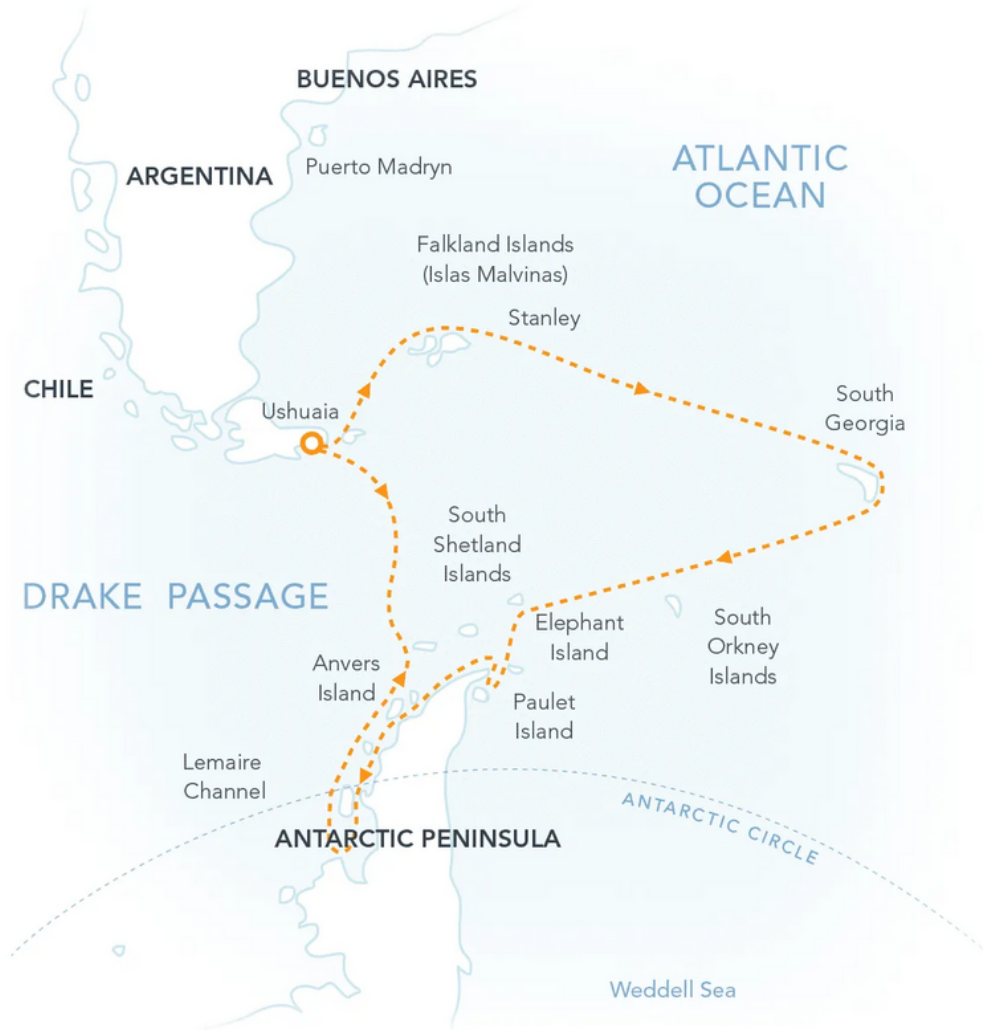 BUENOS AIRES
ATLANTIC
OCEAN
Puerto Madryn
ARGENTINA
Falkland Islands
(Islas Malvinas)
Stanley
CHILE
South
Georgia
Ushuaia
South
Shetland
Islands
DRAKE PASSAGE
Elephant
Island
South
Orkney
Islands
Anvers
Island
Paulet
Island
Lemaire
Channel
ANTARCTIC CIRCLE
ANTARCTIC PENINSULA
Weddell Sea